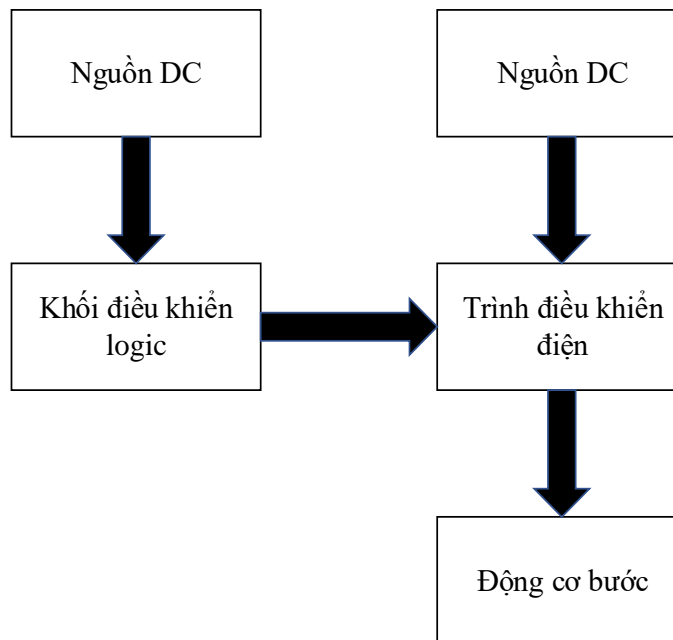 Nguồn DC
Nguồn DC
Khối điều khiển
logic
Trình điều khiển
điện
Động cơ bước